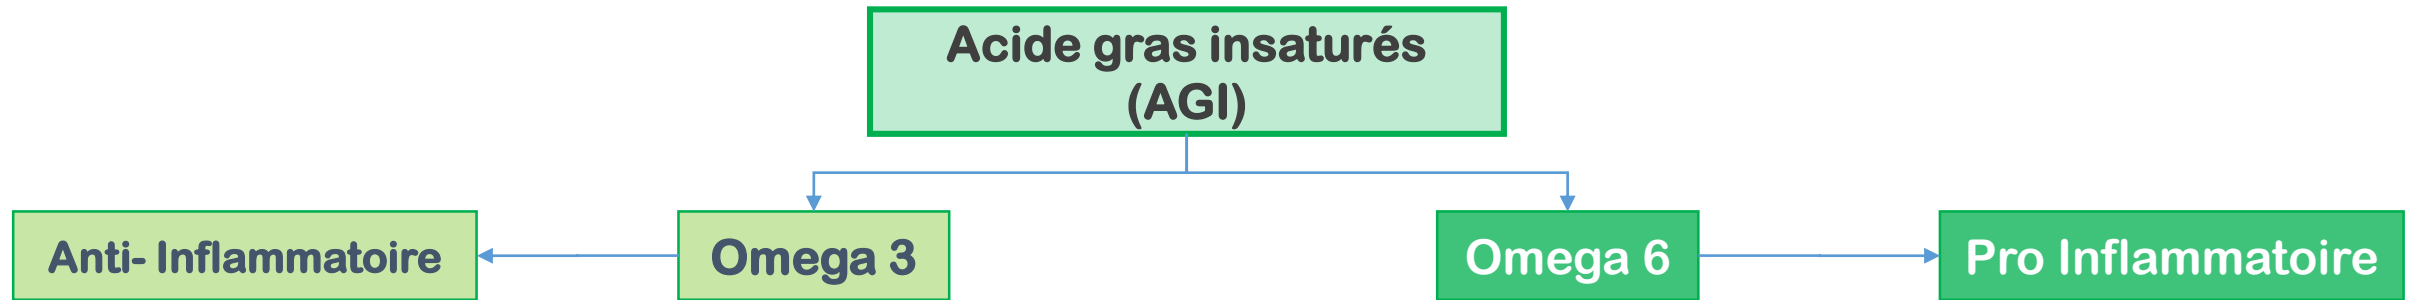 Acide gras insaturés
(AGI)
Anti- Inflammatoire
Omega 3
Omega 6
Pro Inflammatoire